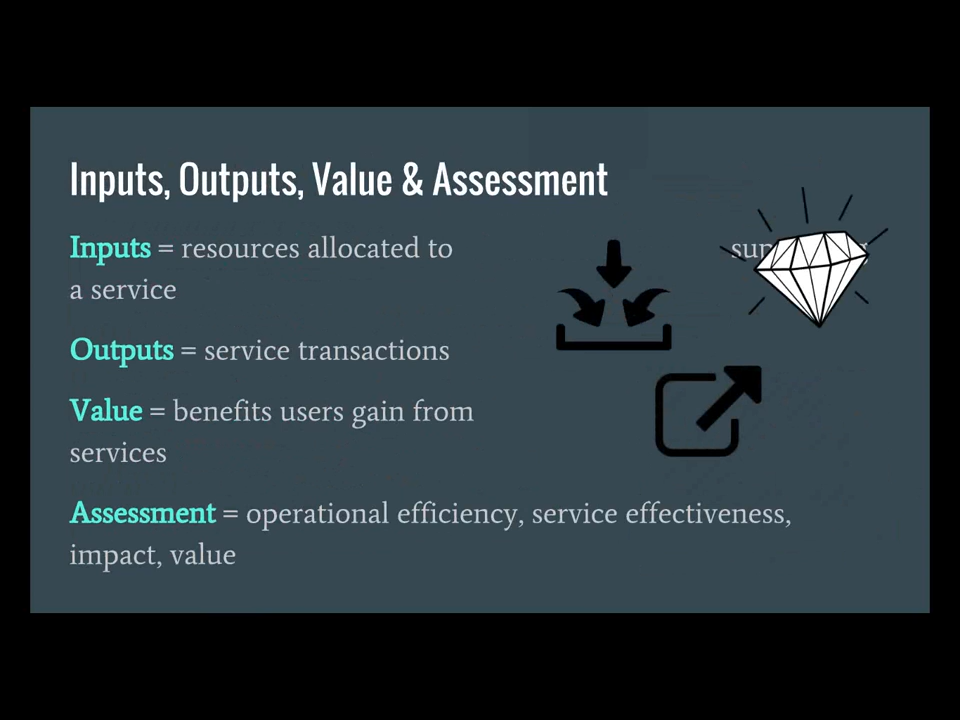 Inputs, Outputs, Value & Assessment
Inputs = resources allocated to
a service
Outputs = service transactions
Value = benefits users gain from
services
Assessment = operational efficiency, service effectiveness,
impact, value